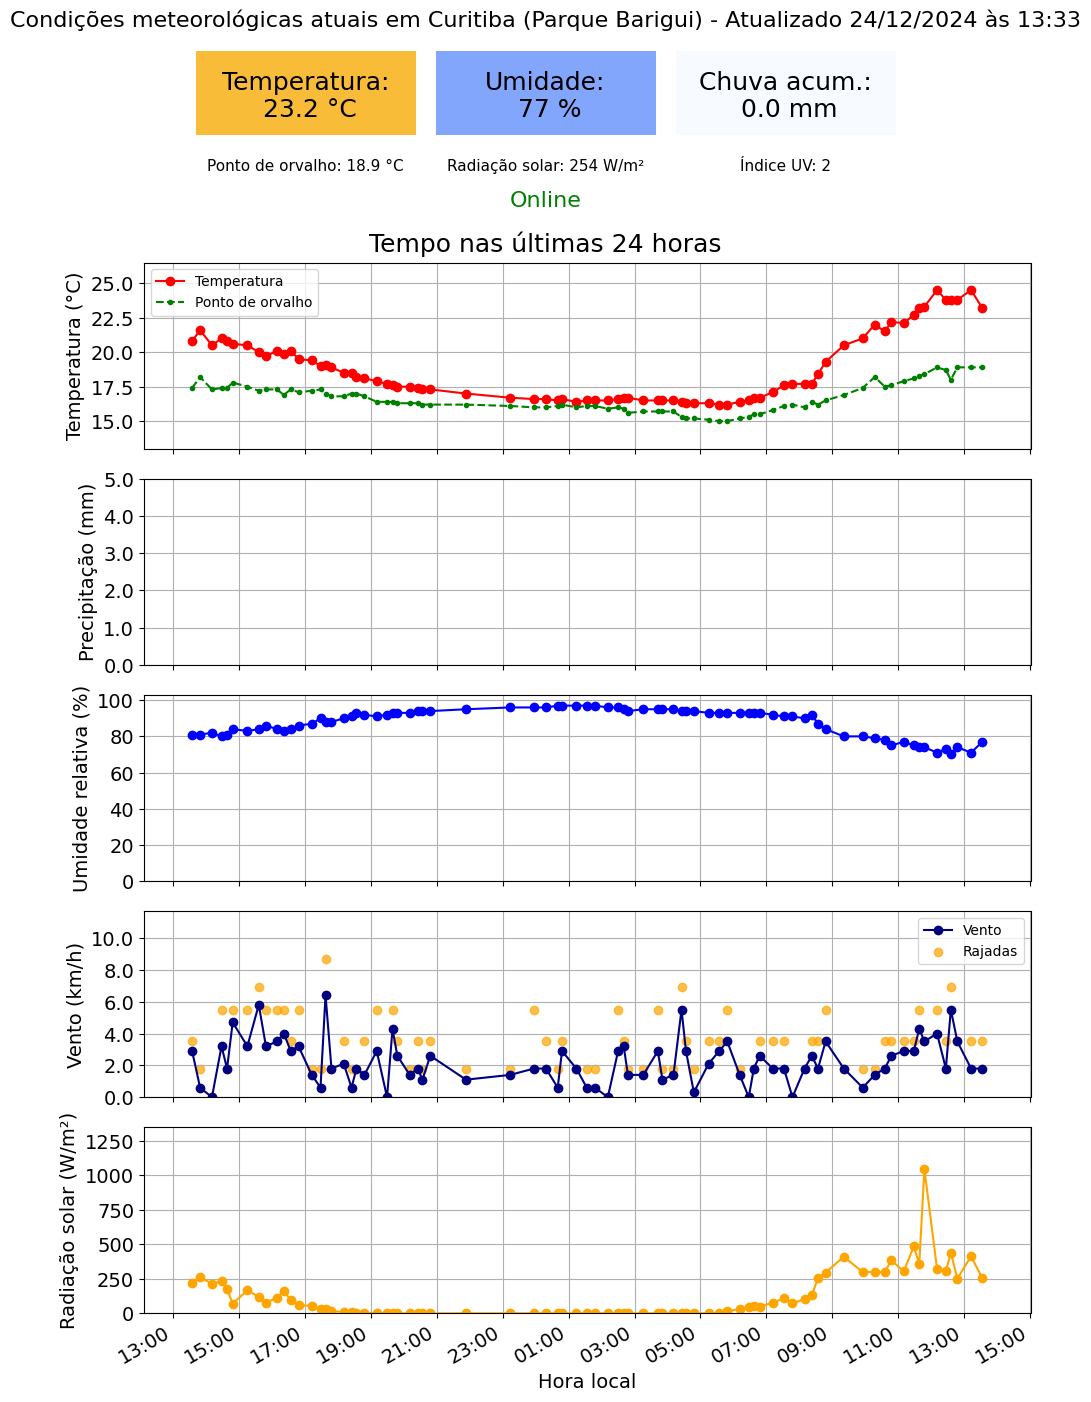 Condições meteorológicas atuais em Curitiba (Parque Barigui) - Atualizado 24/12/2024 às 13:33
Temperatura:
23.2 °C
Umidade:
77 %
Chuva acum.:
0.0 mm
Ponto de orvalho: 18.9 °C
Radiação solar: 254 W/m²
Índice UV: 2
Online
Tempo nas últimas 24 horas
Temperatura (°C)
25.0
22.5
20.0
17.5
15.0
Temperatura
Ponto de orvalho
Precipitação (mm)
5.0
4.0
3.0
2.0
1.0
0.0
Umidade relativa (%)
100
80
60
40
20
0
Vento (km/h)
10.0
8.0
6.0
4.0
2.0
0.0
Vento
Rajadas
Radiação solar (W/m²)
1250
1000
750
500
250
0
13:00
15:00
17:00
19:00
21:00
23:00
01:00
03:00
05:00
07:00
09:00
11:00
13:00
15:00
Hora local